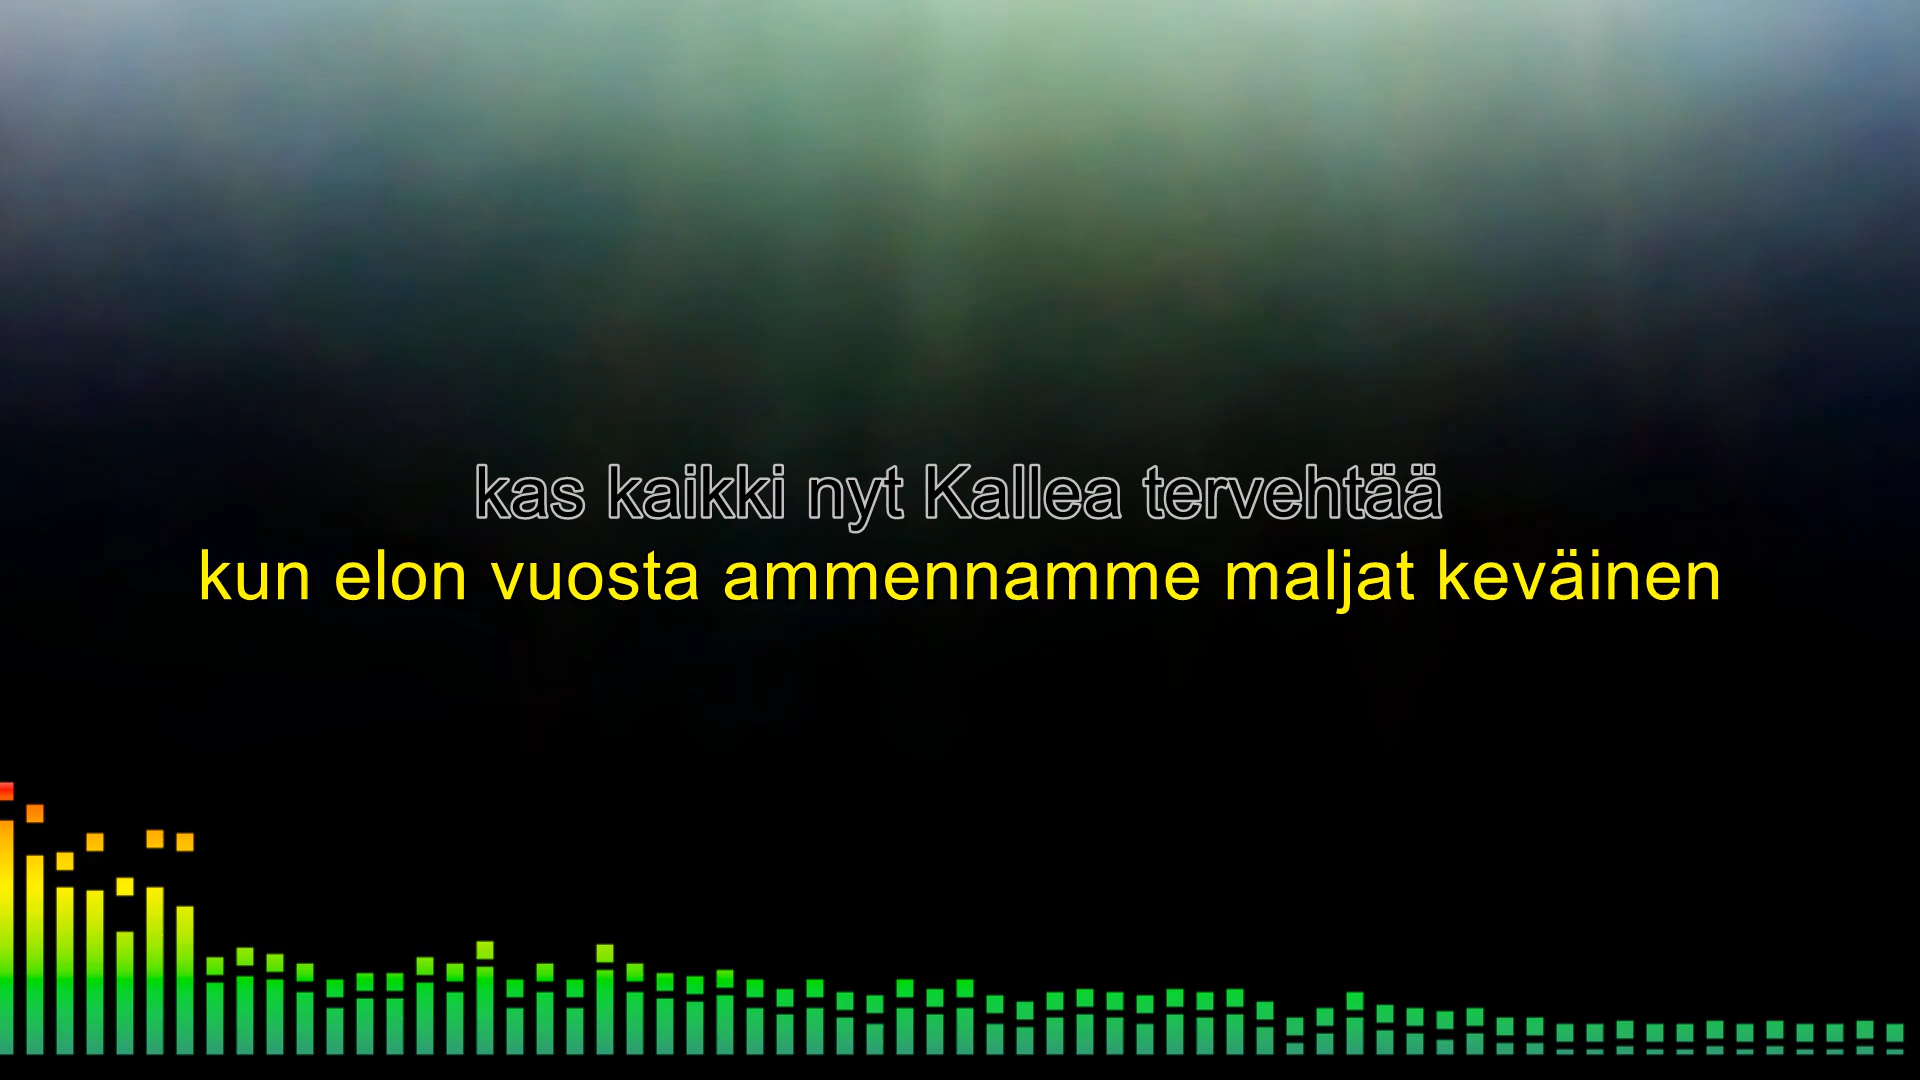 kas kaikki nyt Kallea tervehtää
kun elon vuosta ammennamme maljat keväinen